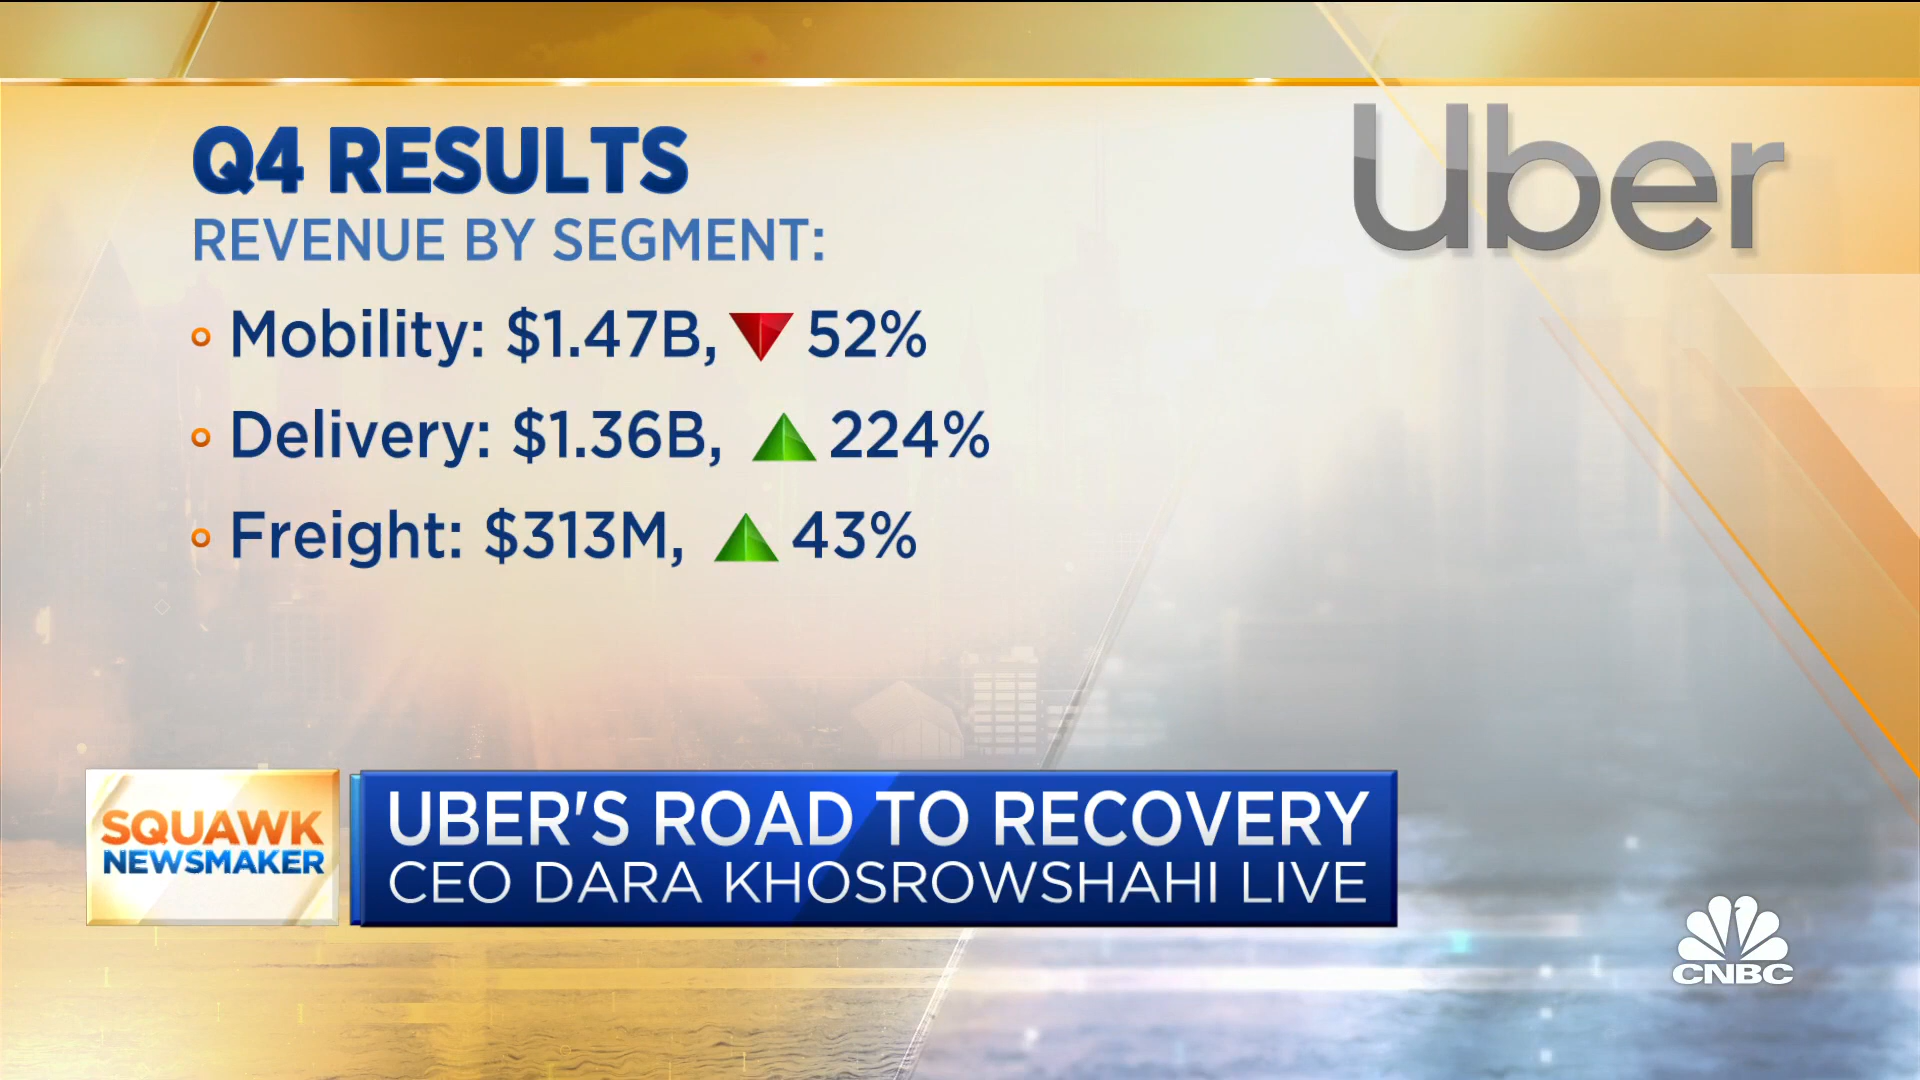 Uber
Q4 RESULTS
REVENUE BY SEGMENT:
Mobility: $1.47B, ▼ 52%
Delivery: $1.36B, ▲ 224%
Freight: $313M, ▲ 43%
SQUAWK
NEWSMAKER
UBER'S ROAD TO RECOVERY
CEO DARA KHOSROWSHAHI LIVE
CNBC